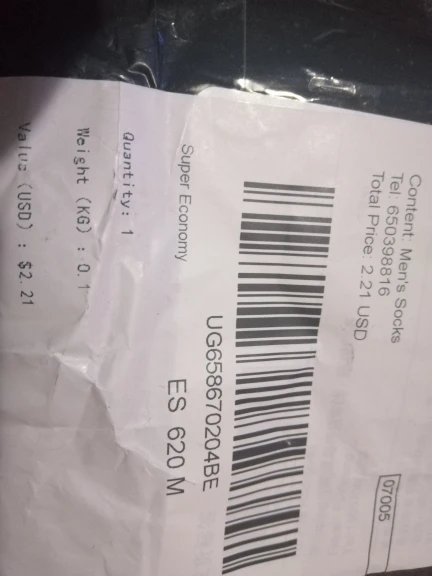 Content: Men's Socks
Tel: 650398816
Total Price: 2.21 USD
07005
UG658670204BE
Super Economy
ES 620 M
Quantity: 1
Weight (KG) : 0.1
Value (USD) : $2.21